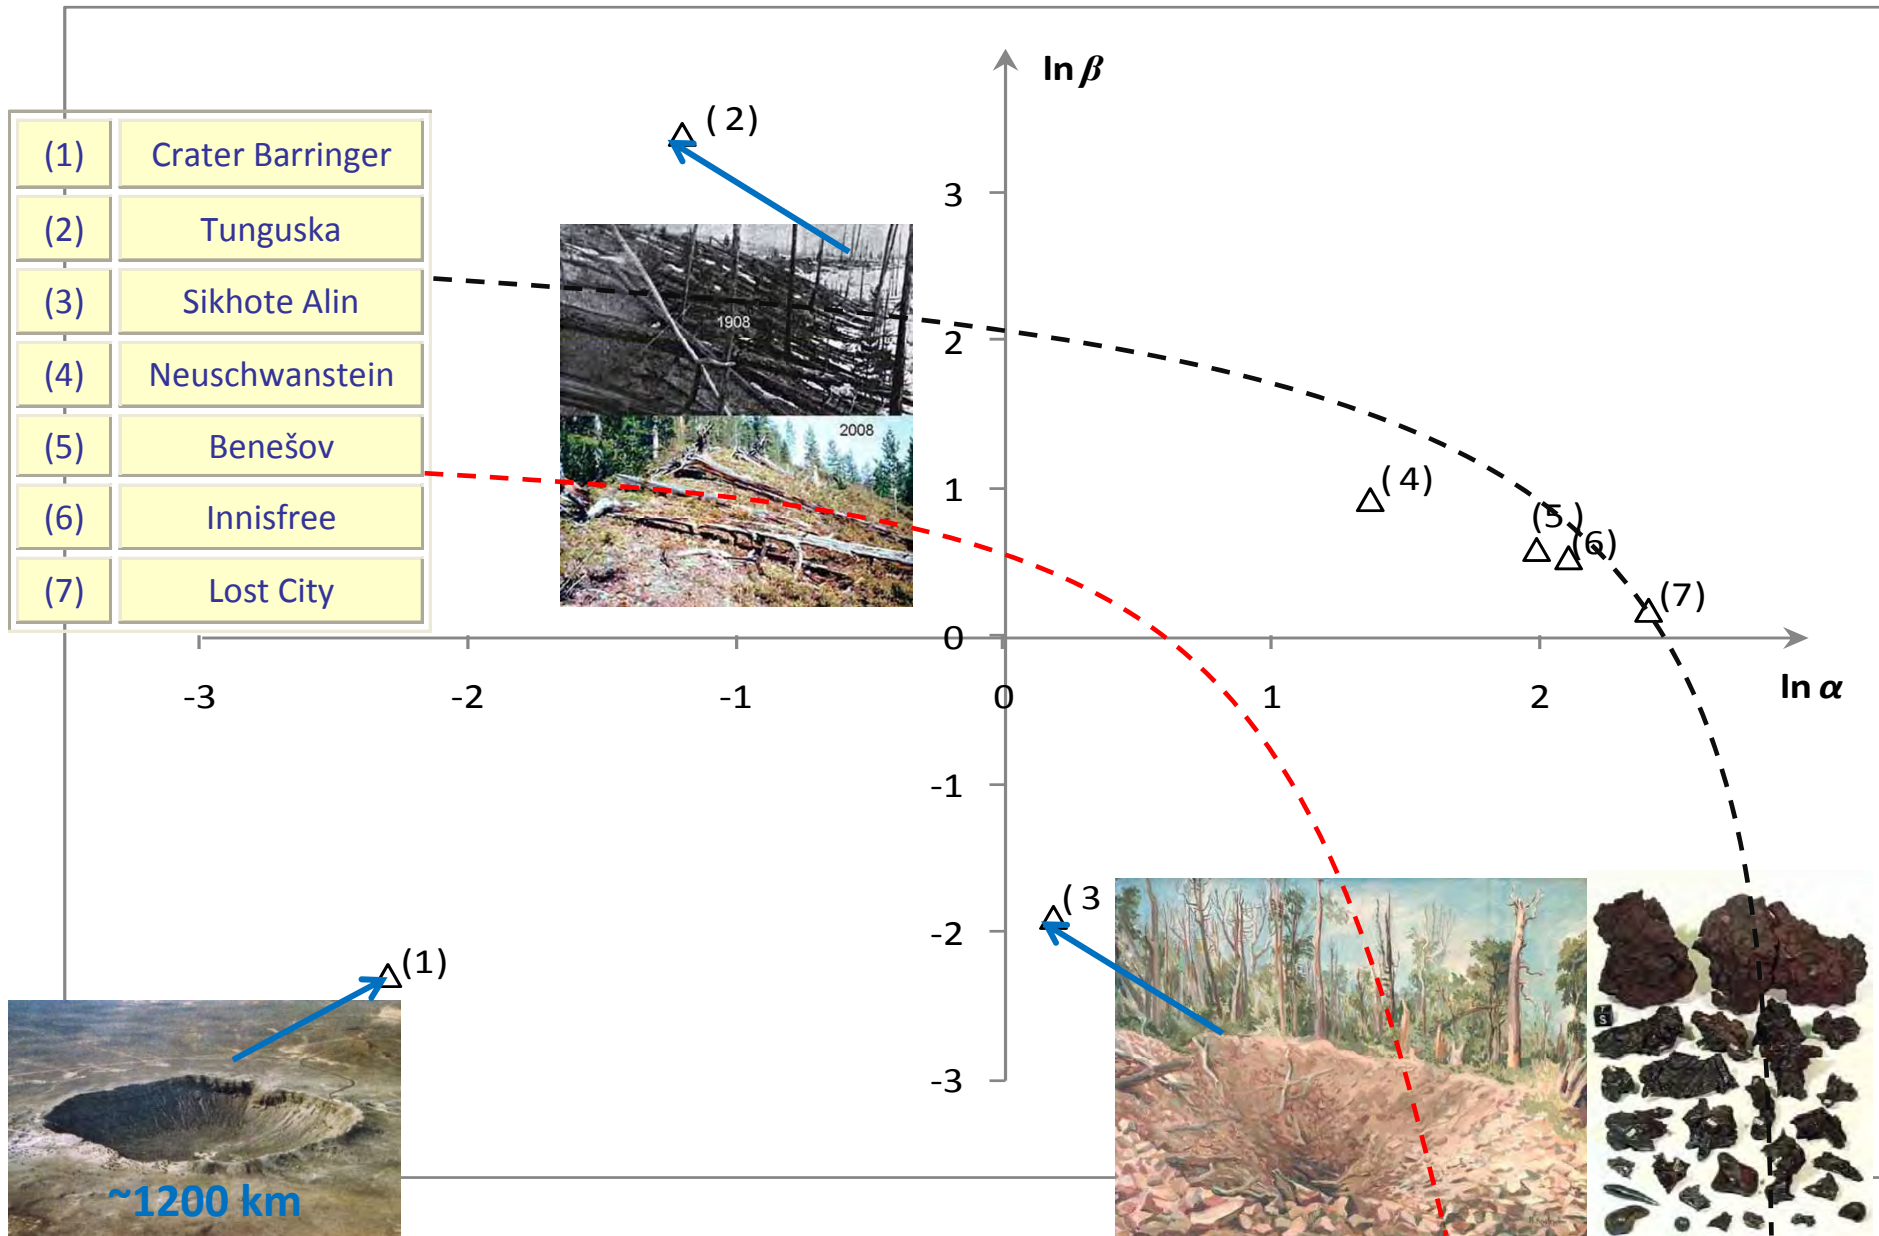 ln β
( 2)
(1) Crater Barringer
(2) Tunguska
(3) Sikhote Alin
(4) Neuschwanstein
(5) Benešov
(6) Innisfree
(7) Lost City
3
2
1
0
-1
-2
-3
1908
2008
( 4)
(5 )
(6)
(7)
-3 -2 -1 0 1 2
ln α
( 3
(1)
~1200 km